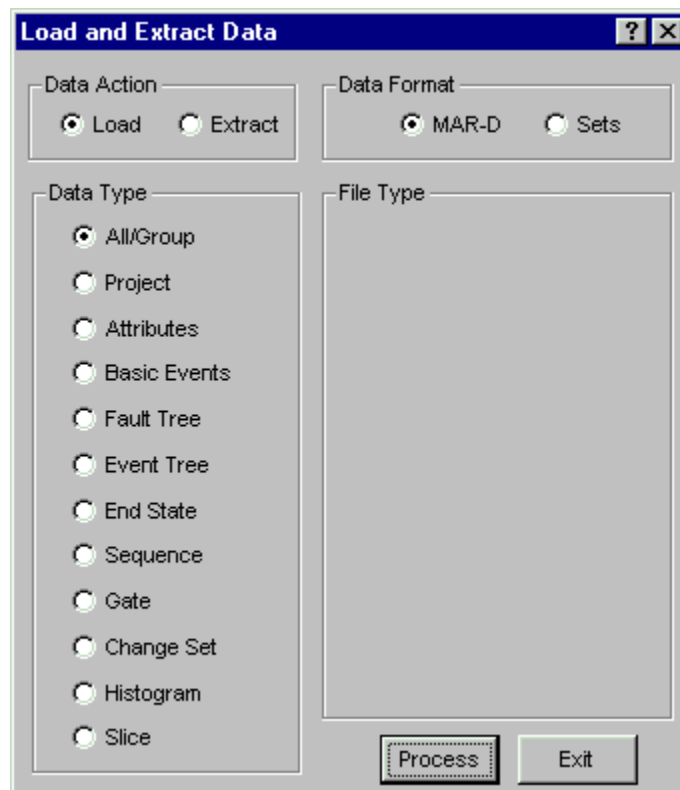 Load and Extract Data
Data Action
Load Extract
Data Format
MAR-D Sets
Data Type
All/Group
Project
Attributes
Basic Events
Fault Tree
Event Tree
End State
Sequence
Gate
Change Set
Histogram
Slice
File Type
Process Exit